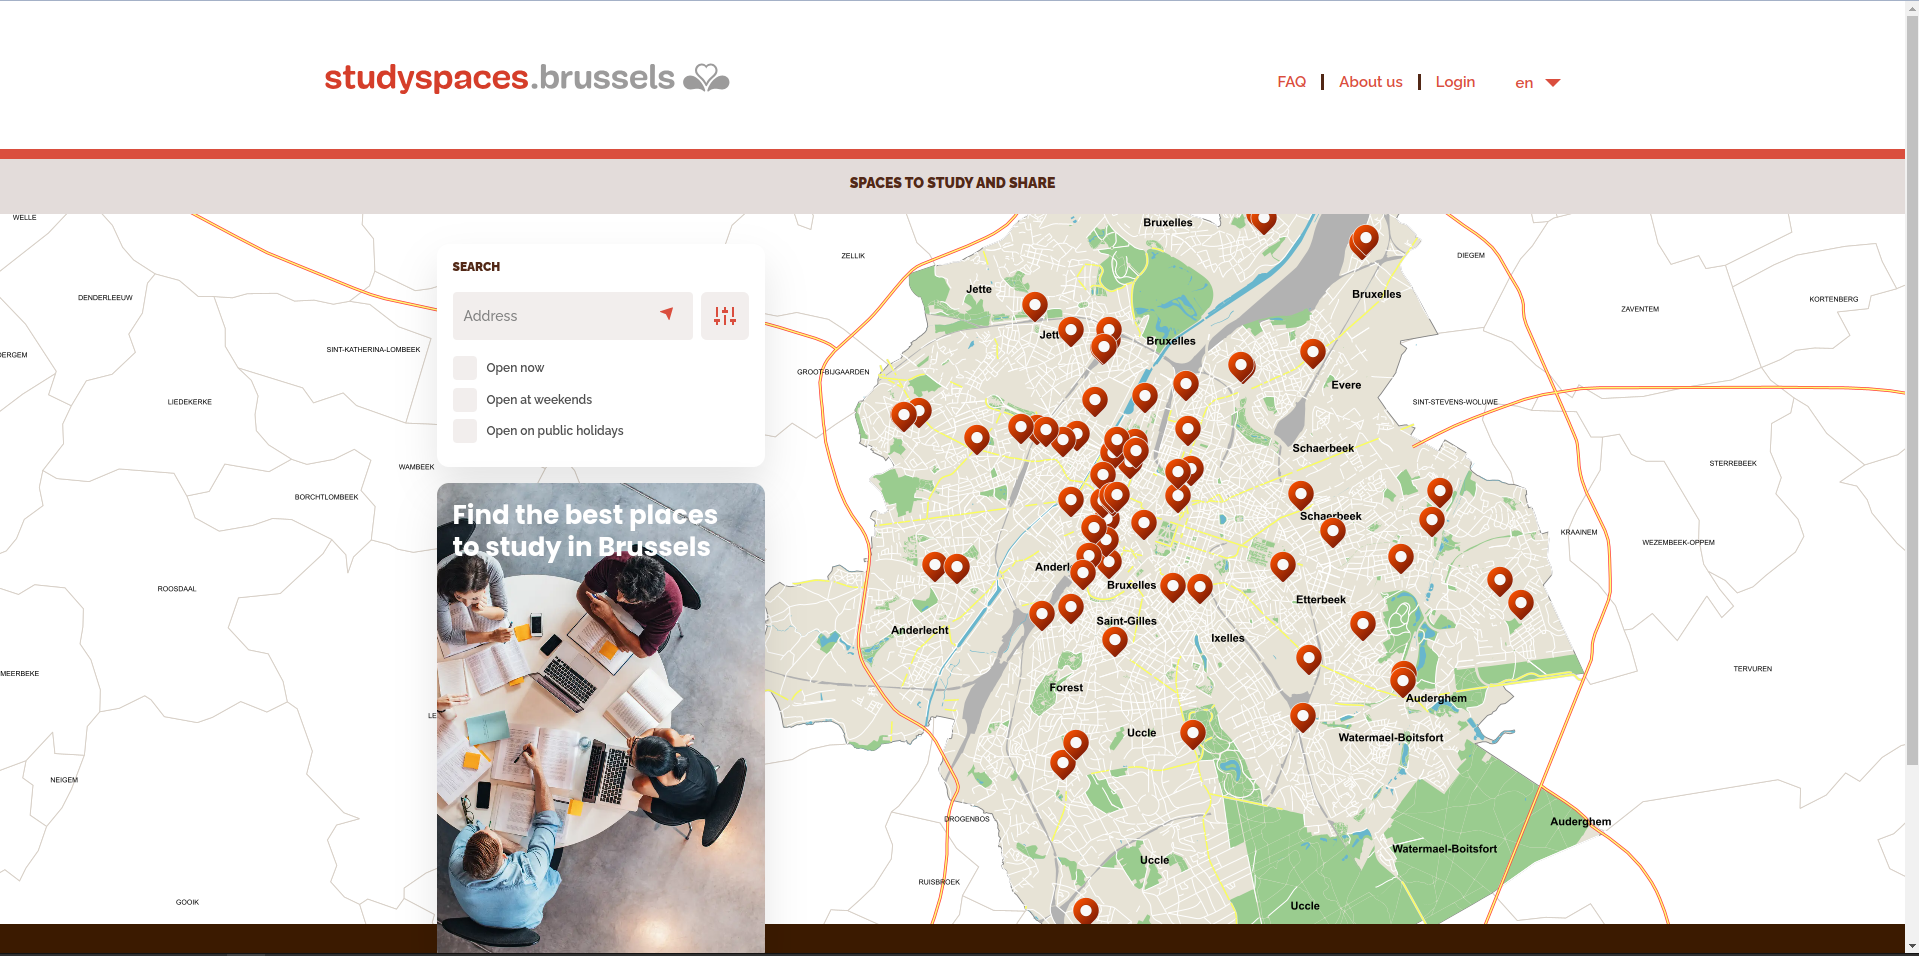 studyspaces.brussels
FAQ
About us
Login
en
SPACES TO STUDY AND SHARE
SEARCH
Address
Open now
Open at weekends
Open on public holidays
Find the best places
to study in Brussels
WELLE
DENDERLEEUW
SINT-KATHERINA-LOMBEEK
LIEDEKERKE
WAMBEEK
BORCHTLOMBEEK
ROOSDAAL
MEERBEKE
NEIGEM
GOOIK
ZELLIK
GROOT-BIJGAARDEN
Bruxelles
Jette
Bruxelles
Bruxelles
Evere
Schaerbeek
Schaerbeek
Bruxelles
Etterbeek
Saint-Gilles
Anderlecht
Ixelles
Forest
Auderghem
Uccle
Watermael-Boitsfort
DROGENBOS
Auderghem
Watermael-Boitsfort
Uccle
RUISBROEK
Uccle
DIEGEM
KORTENBERG
ZAVENTEM
SINT-STEVENS-WOLUWE
STERREBEEK
KRAAINEM
WEZEMBEEK-OPPEM
TERVUREN